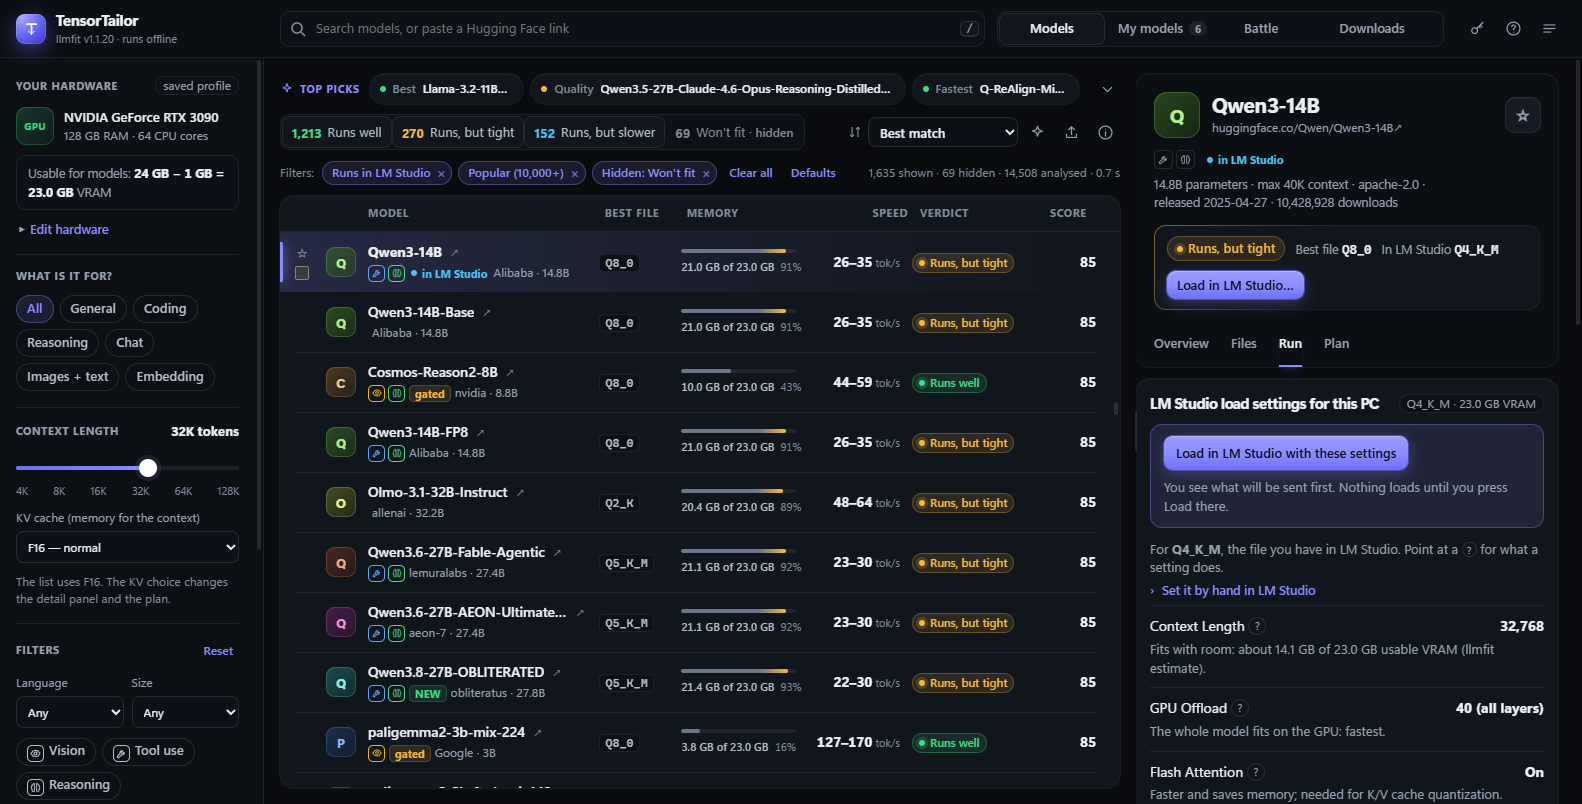 TensorTailor
llmfit v1.1.20 · runs offline
Search models, or paste a Hugging Face link
/
Models
My models 6
Battle
Downloads
YOUR HARDWARE
saved profile
GPU
NVIDIA GeForce RTX 3090
128 GB RAM · 64 CPU cores
Usable for models: 24 GB – 1 GB =
23.0 GB VRAM
Edit hardware
WHAT IS IT FOR?
All
General
Coding
Reasoning
Chat
Images + text
Embedding
CONTEXT LENGTH
32K tokens
4K 8K 16K 32K 64K 128K
KV cache (memory for the context)
F16 — normal
The list uses F16. The KV choice changes
the detail panel and the plan.
FILTERS
Reset
Language
Size
Any
Any
Vision
Tool use
Reasoning
TOP PICKS
Best Llama-3.2-11B...
Quality Qwen3.5-27B-Claude-4.6-Opus-Reasoning-Distilled...
Fastest Q-ReAlign-Mi...
1,213 Runs well
270 Runs, but tight
152 Runs, but slower
69 Won't fit · hidden
Best match
Filters:
Runs in LM Studio ×
Popular (10,000+) ×
Hidden: Won't fit ×
Clear all
Defaults
1,635 shown · 69 hidden · 14,508 analysed · 0.7 s
MODEL BEST FILE MEMORY SPEED VERDICT SCORE
Q
Qwen3-14B ↗
in LM Studio Alibaba · 14.8B
Q8_0
21.0 GB of 23.0 GB 91%
26–35 tok/s
Runs, but tight
85
Q
Qwen3-14B-Base ↗
Alibaba · 14.8B
Q8_0
21.0 GB of 23.0 GB 91%
26–35 tok/s
Runs, but tight
85
C
Cosmos-Reason2-8B ↗
gated nvidia · 8.8B
Q8_0
10.0 GB of 23.0 GB 43%
44–59 tok/s
Runs well
85
Q
Qwen3-14B-FP8 ↗
Alibaba · 14.8B
Q8_0
21.0 GB of 23.0 GB 91%
26–35 tok/s
Runs, but tight
85
O
Olmo-3.1-32B-Instruct ↗
allenai · 32.2B
Q2_K
20.4 GB of 23.0 GB 89%
48–64 tok/s
Runs, but tight
85
Q
Qwen3.6-27B-Fable-Agentic ↗
lemuralabs · 27.4B
Q5_K_M
21.1 GB of 23.0 GB 92%
23–30 tok/s
Runs, but tight
85
Q
Qwen3.6-27B-AEON-Ultimate... ↗
aeon-7 · 27.4B
Q5_K_M
21.1 GB of 23.0 GB 92%
23–30 tok/s
Runs, but tight
85
Q
Qwen3.8-27B-OBLITERATED ↗
NEW obliteratus · 27.8B
Q5_K_M
21.4 GB of 23.0 GB 93%
22–30 tok/s
Runs, but tight
85
P
paligemma2-3b-mix-224 ↗
gated Google · 3B
Q8_0
3.8 GB of 23.0 GB 16%
127–170 tok/s
Runs well
85
Q
Qwen3-14B
huggingface.co/Qwen/Qwen3-14B↗
in LM Studio
14.8B parameters · max 40K context · apache-2.0 ·
released 2025-04-27 · 10,428,928 downloads
Runs, but tight
Best file Q8_0
In LM Studio Q4_K_M
Load in LM Studio...
Overview
Files
Run
Plan
LM Studio load settings for this PC
Q4_K_M · 23.0 GB VRAM
Load in LM Studio with these settings
You see what will be sent first. Nothing loads until you press
Load there.
For Q4_K_M, the file you have in LM Studio. Point at a ? for what a
setting does.
› Set it by hand in LM Studio
Context Length ?
32,768
Fits with room: about 14.1 GB of 23.0 GB usable VRAM (llmfit
estimate).
GPU Offload ?
40 (all layers)
The whole model fits on the GPU: fastest.
Flash Attention ?
On
Faster and saves memory; needed for K/V cache quantization.